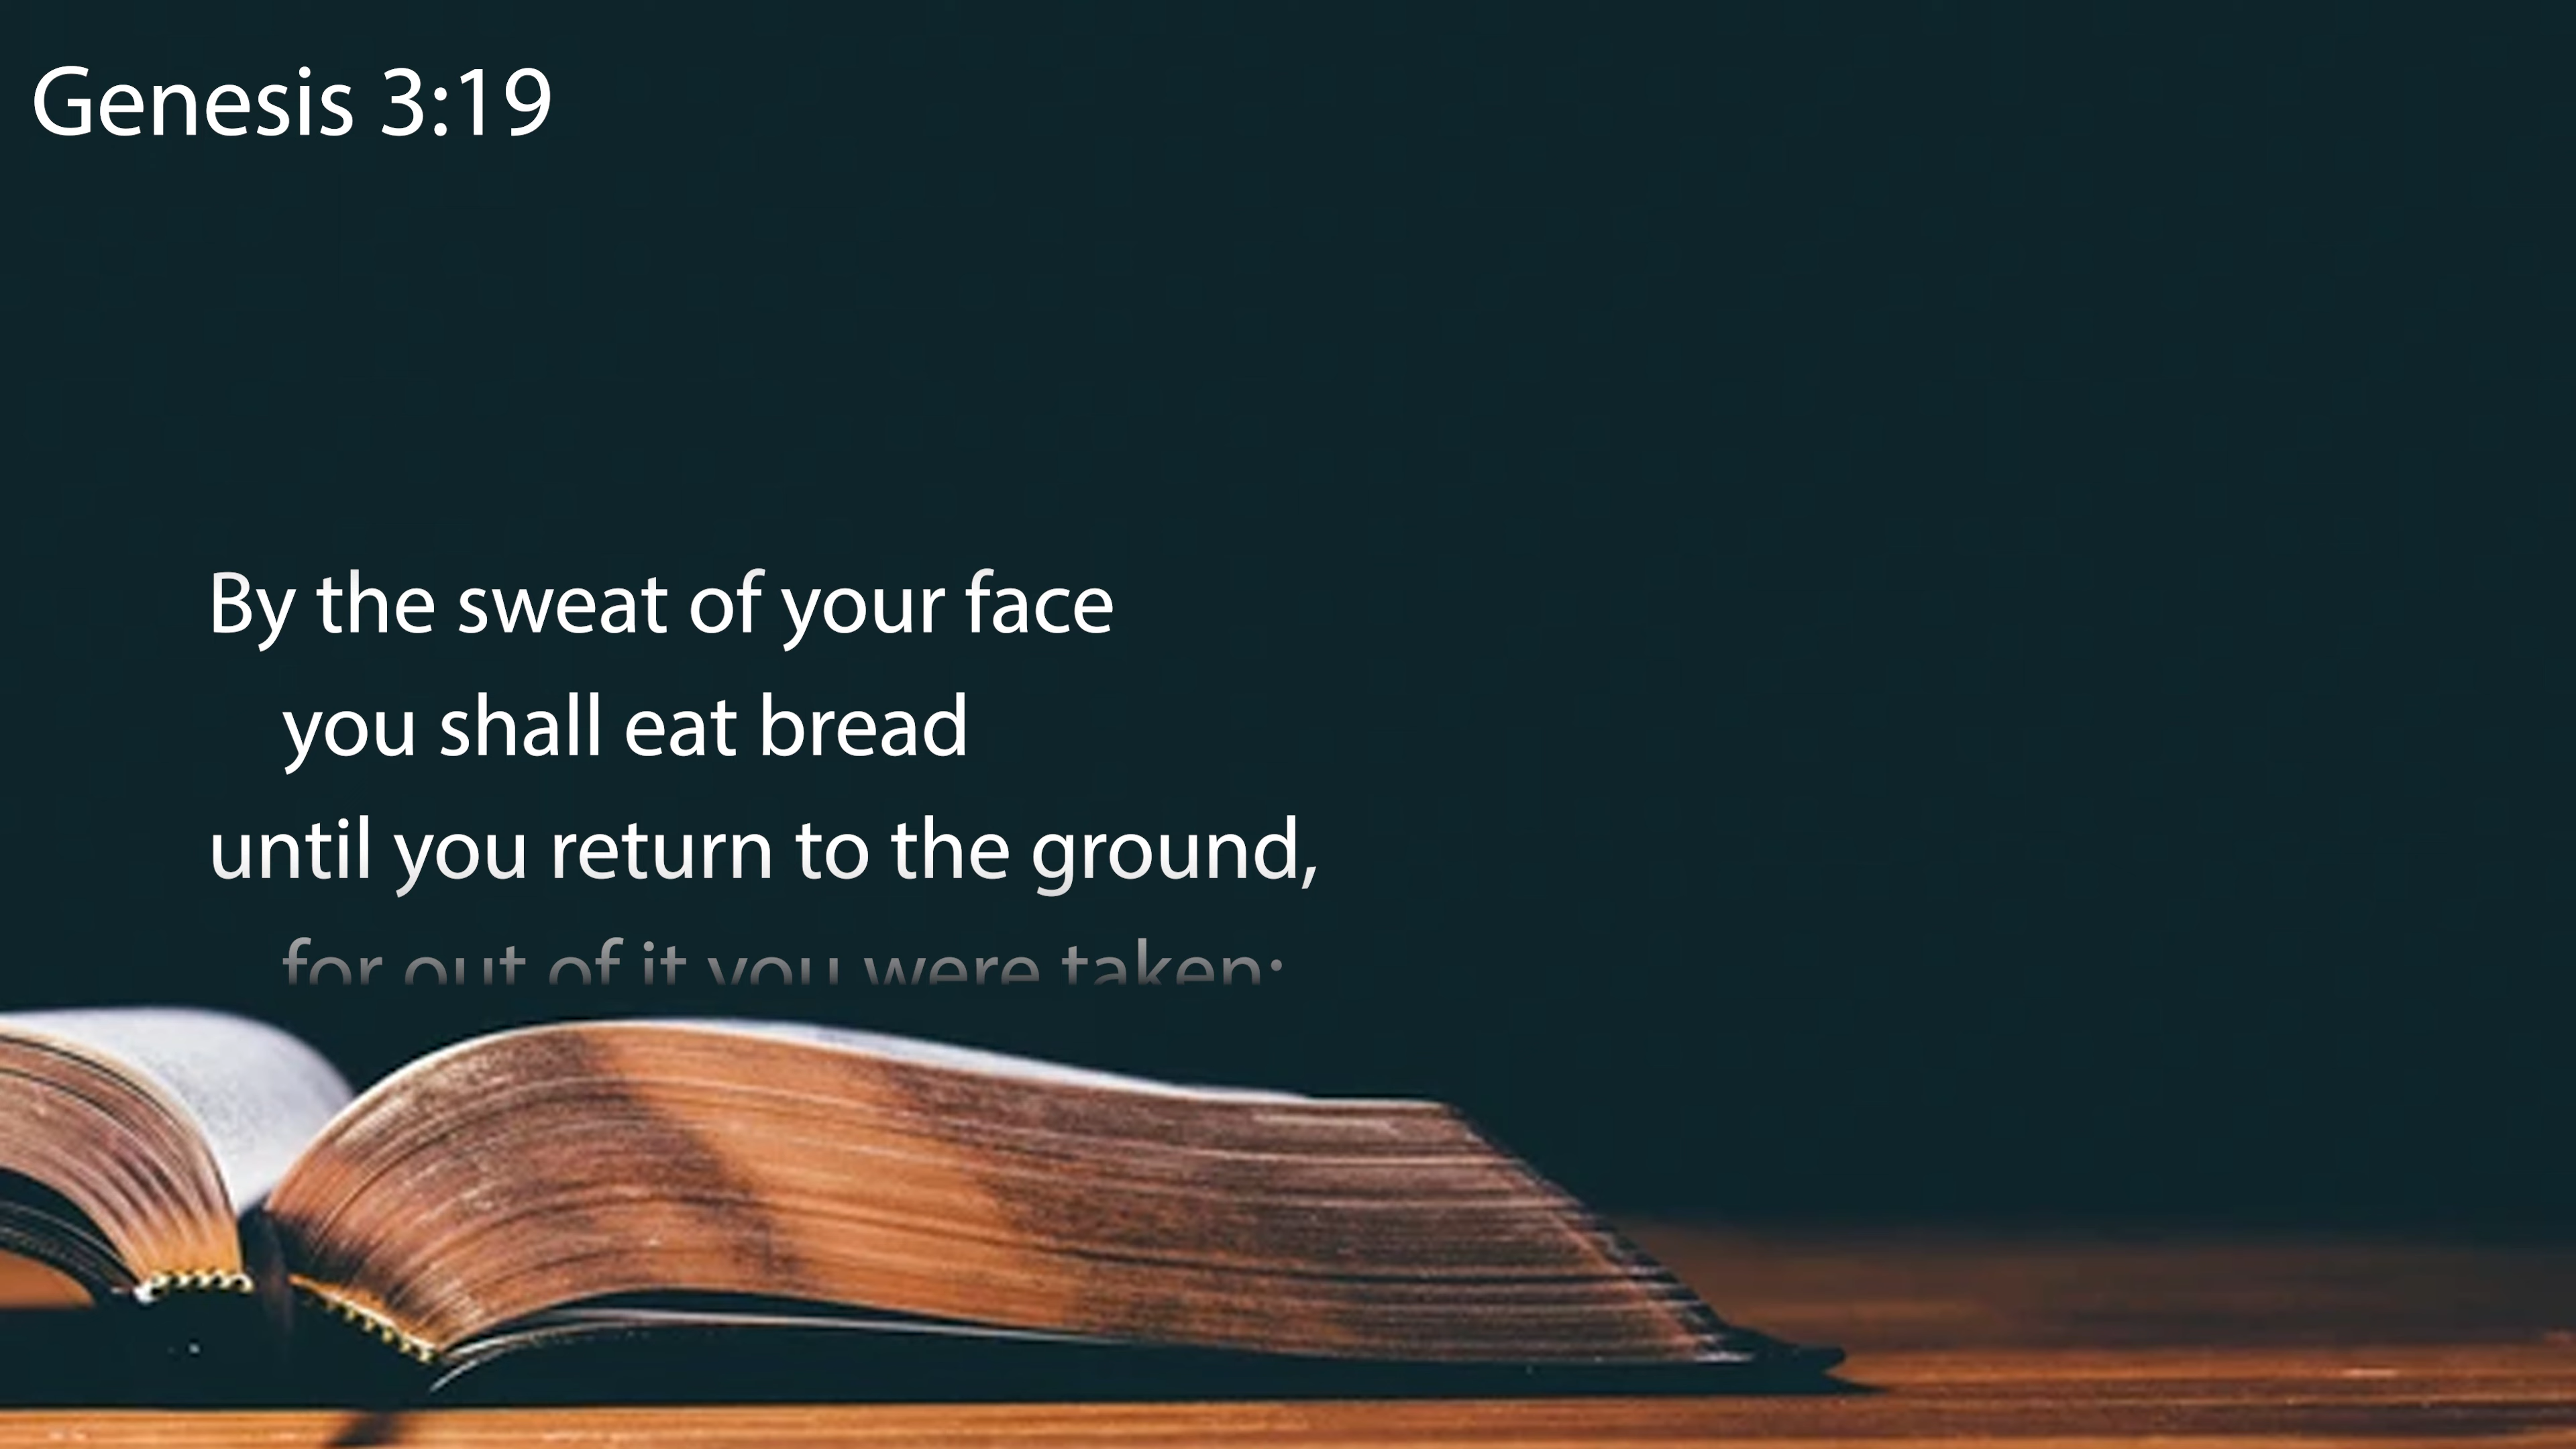 Genesis 3:19
By the sweat of your face
you shall eat bread
until you return to the ground,
for out of it you were taken;